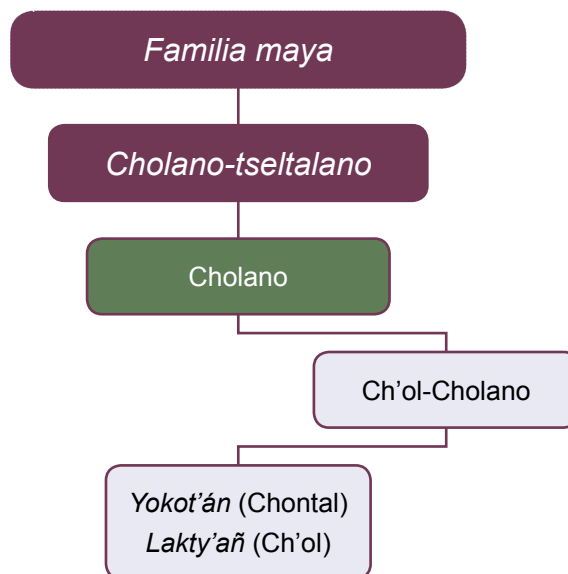 Familia maya
Cholano-tseltalano
Cholano
Ch’ol-Cholano
Yokot’án (Chontal)
Lakty’añ (Ch’ol)